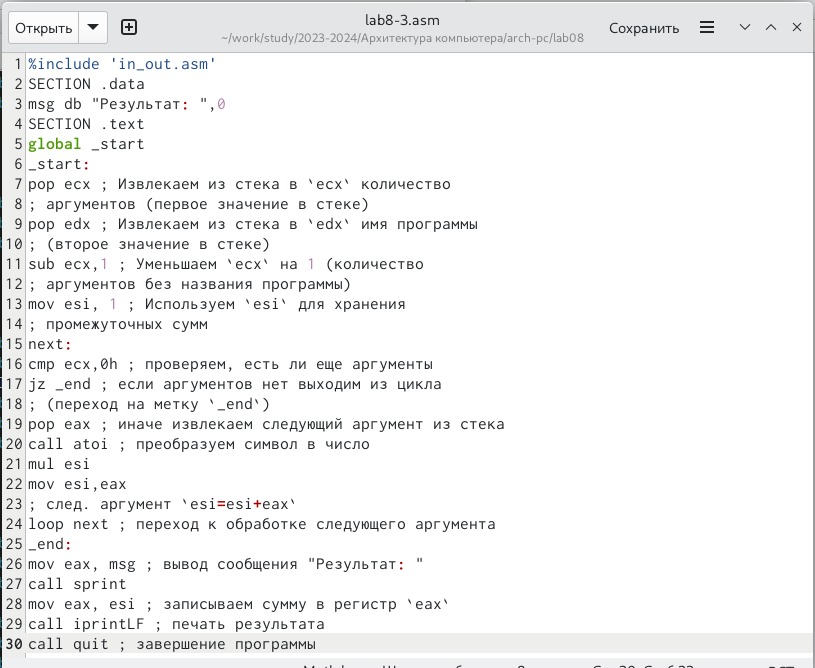 Открыть
lab8-3.asm
~/work/study/2023-2024/Архитектура компьютера/arch-pc/lab08
Сохранить
1 %include 'in_out.asm'
2 SECTION .data
3 msg db "Результат: ",0
4 SECTION .text
5 global _start
6 _start:
7 pop ecx ; Извлекаем из стека в `ecx` количество
8 ; аргументов (первое значение в стеке)
9 pop edx ; Извлекаем из стека в `edx` имя программы
10 ; (второе значение в стеке)
11 sub ecx,1 ; Уменьшаем `ecx` на 1 (количество
12 ; аргументов без названия программы)
13 mov esi, 1 ; Используем `esi` для хранения
14 ; промежуточных сумм
15 next:
16 cmp ecx,0h ; проверяем, есть ли еще аргументы
17 jz _end ; если аргументов нет выходим из цикла
18 ; (переход на метку `_end`)
19 pop eax ; иначе извлекаем следующий аргумент из стека
20 call atoi ; преобразуем символ в число
21 mul esi
22 mov esi,eax
23 ; след. аргумент `esi=esi+eax`
24 loop next ; переход к обработке следующего аргумента
25 _end:
26 mov eax, msg ; вывод сообщения "Результат: "
27 call sprint
28 mov eax, esi ; записываем сумму в регистр `eax`
29 call iprintLF ; печать результата
30 call quit ; завершение программы